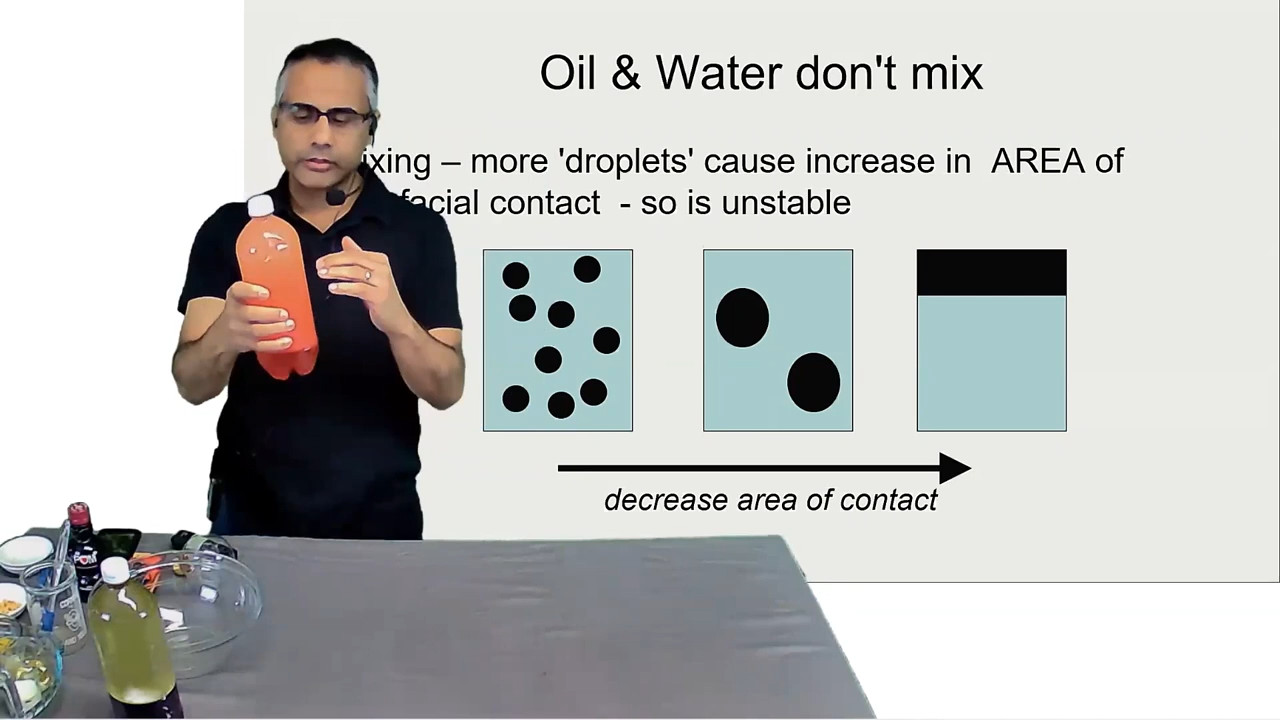 Oil & Water don't mix
ixing – more 'droplets' cause increase in AREA of
facial contact - so is unstable
decrease area of contact
POM